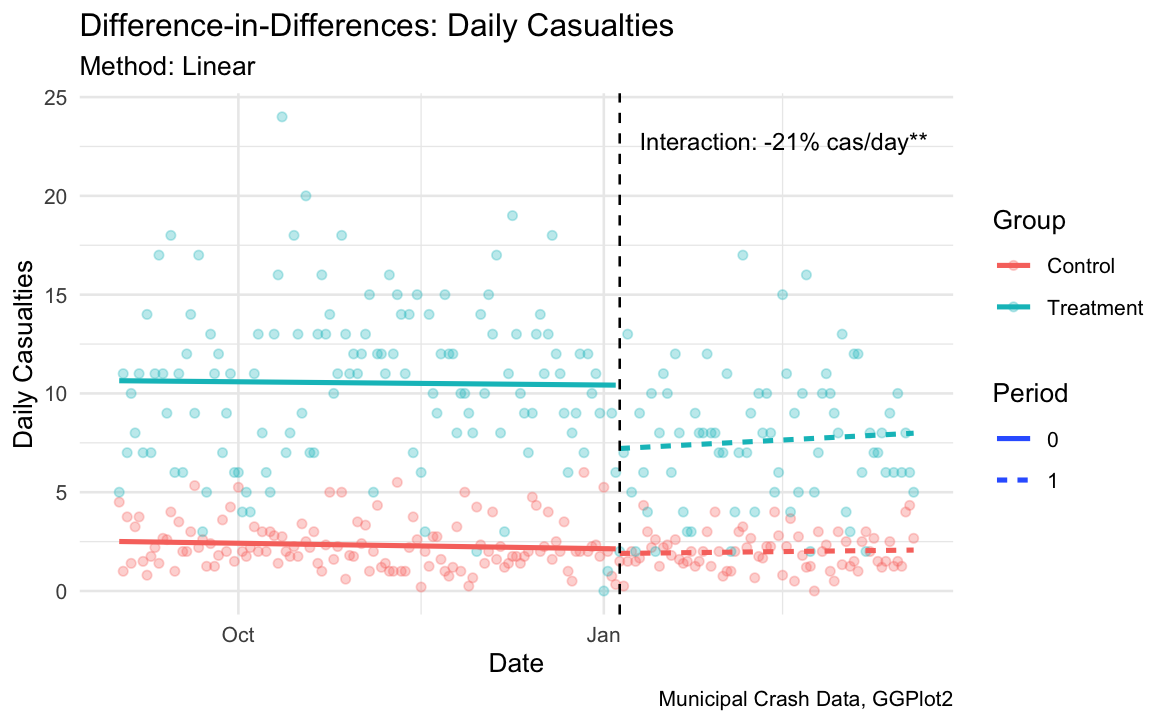 Difference-in-Differences: Daily Casualties
Method: Linear
25
20
15
10
5
0
Daily Casualties
Interaction: -21% cas/day**
Oct
Jan
Date
Group
Control
Treatment
Period
0
1
Municipal Crash Data, GGPlot2